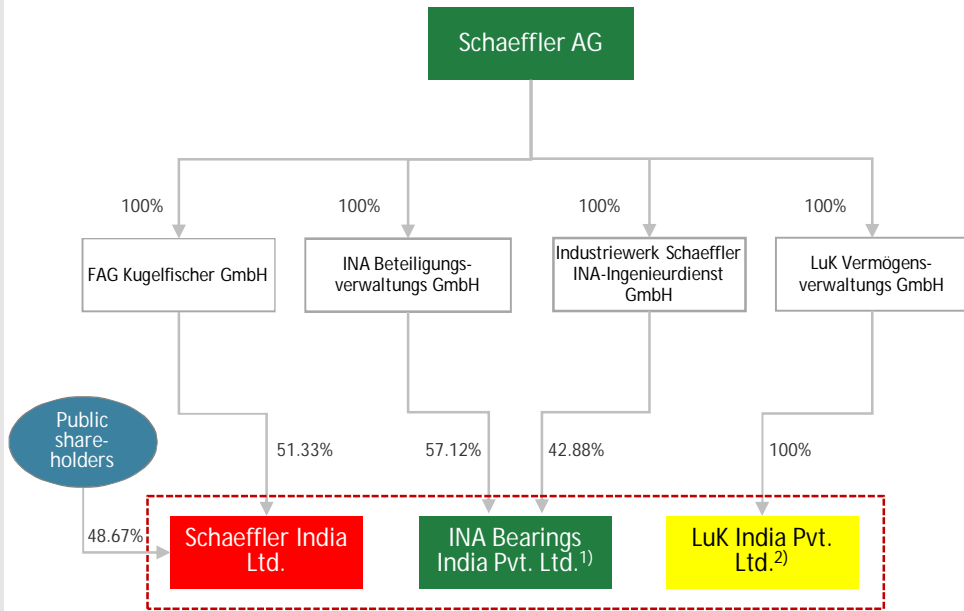 Schaeffler AG
100%
100%
100%
100%
FAG Kugelfischer GmbH
INA Beteiligungs-
verwaltungs GmbH
Industriewerk Schaeffler
INA-Ingenieurdienst
GmbH
LuK Vermögens-
verwaltungs GmbH
Public
share-
holders
51.33%
57.12%
42.88%
100%
48.67%
Schaeffler India
Ltd.
INA Bearings
India Pvt. Ltd.1)
LuK India Pvt.
Ltd.2)